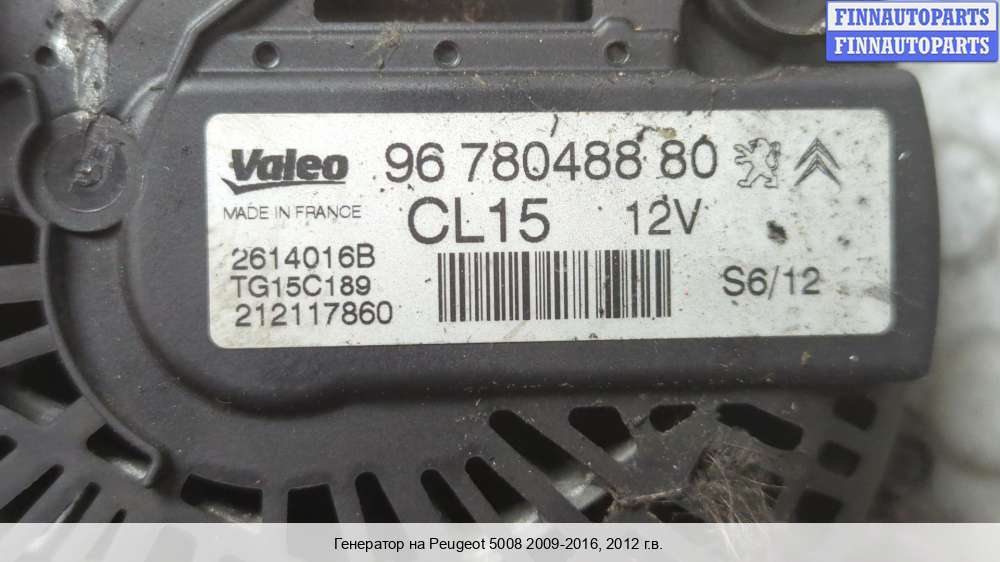 FINNAUTOPARTS
FINNAUTOPARTS
Valeo 96 780488 80
MADE IN FRANCE CL15 12V
2614016B
TG15C189 S6/12
212117860
Генератор на Peugeot 5008 2009-2016, 2012 г.в.